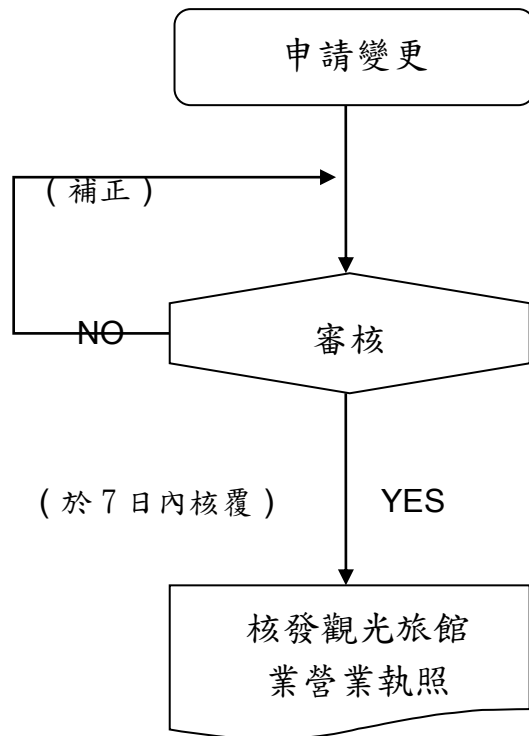 申請變更
(補正)
NO
審核
(於7日內核覆)
YES
核發觀光旅館
業營業執照